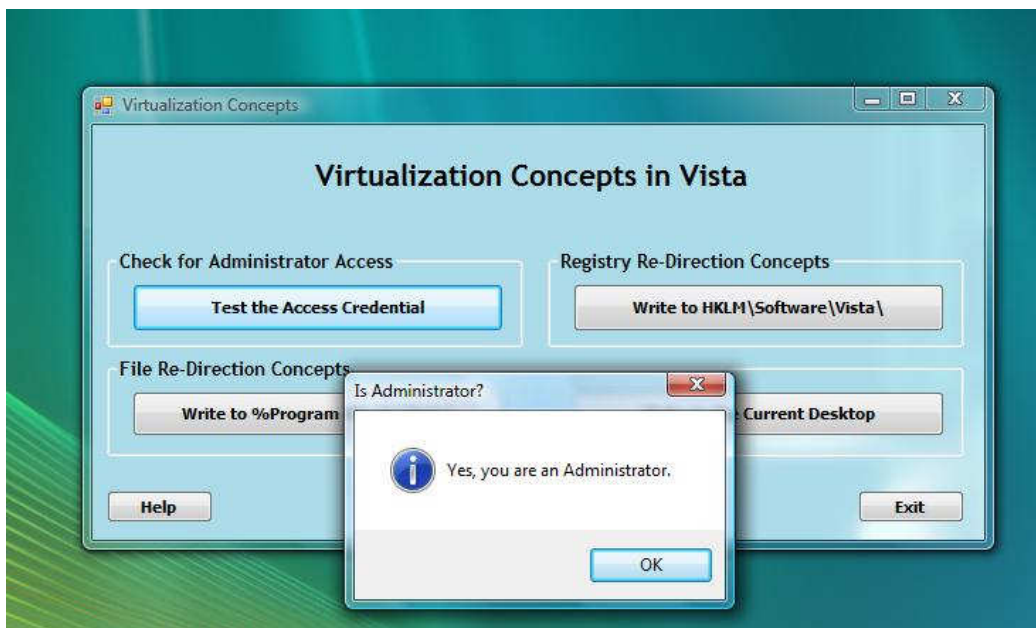 Virtualization Concepts
Virtualization Concepts in Vista
Check for Administrator Access
Test the Access Credential
Registry Re-Direction Concepts
Write to HKLM\Software\Vista\
File Re-Direction Concepts
Write to %Program
Current Desktop
Is Administrator?
Yes, you are an Administrator.
OK
Help
Exit